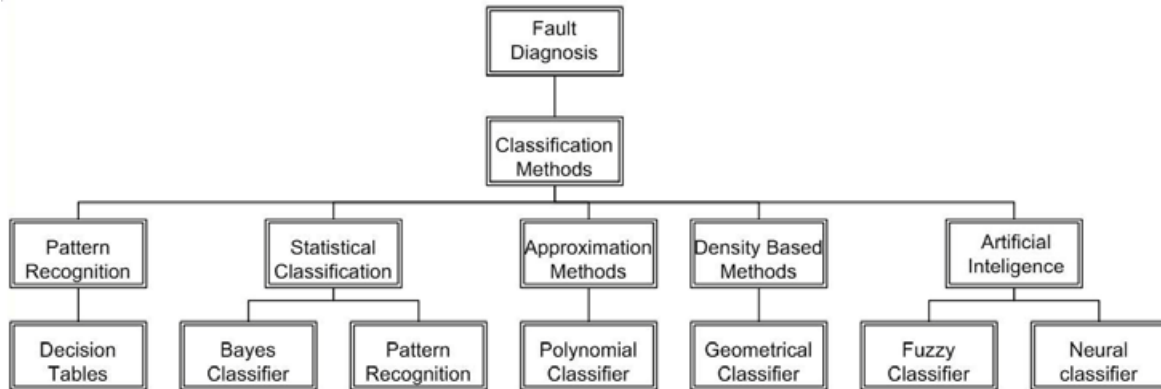 Fault
Diagnosis
Classification
Methods
Pattern
Recognition
Statistical
Classification
Approximation
Methods
Density Based
Methods
Artificial
Inteligence
Decision
Tables
Bayes
Classifier
Pattern
Recognition
Polynomial
Classifier
Geometrical
Classifier
Fuzzy
Classifier
Neural
classifier